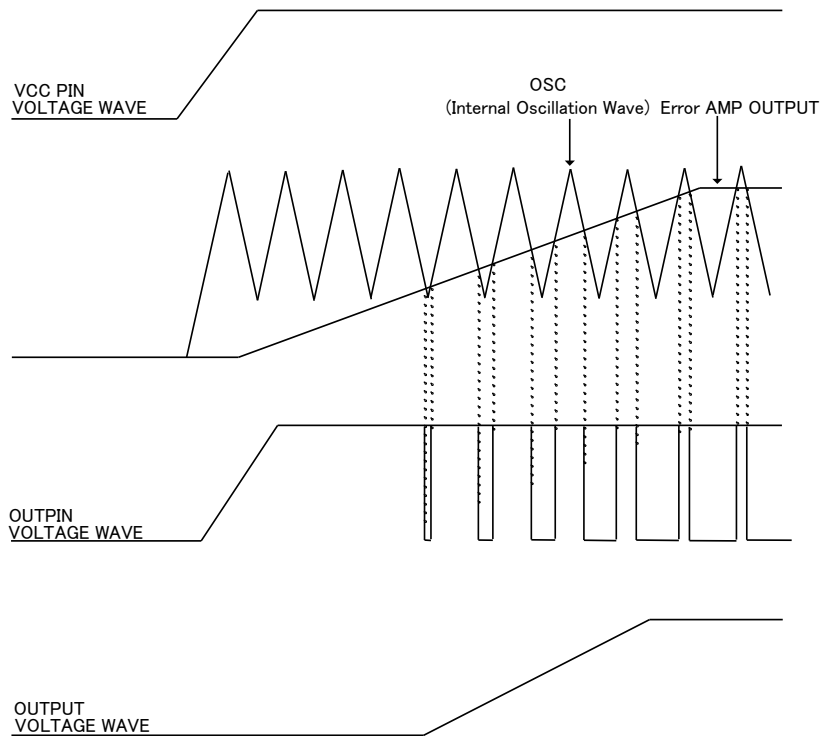 VCC PIN
VOLTAGE WAVE
OSC
(Internal Oscillation Wave) Error AMP OUTPUT
OUTPIN
VOLTAGE WAVE
OUTPUT
VOLTAGE WAVE